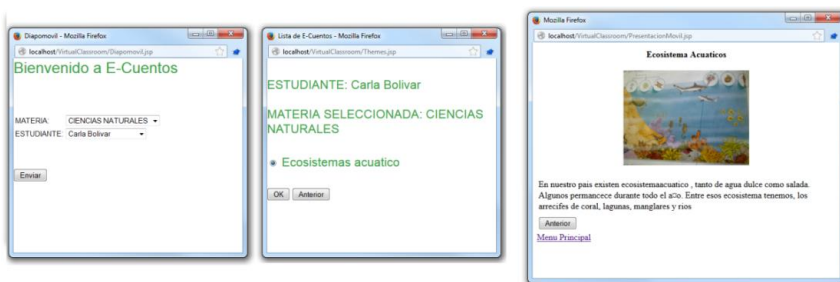 Diapomovil - Mozilla Firefox
localhost/VirtualClassroom/Diapomovil.jsp
Bienvenido a E-Cuentos
MATERIA: CIENCIAS NATURALES
ESTUDIANTE: Carla Bolivar
Enviar
Lista de E-Cuentos - Mozilla Firefox
localhost/VirtualClassroom/Themes.jsp
ESTUDIANTE: Carla Bolivar
MATERIA SELECCIONADA: CIENCIAS
NATURALES
Ecosistemas acuatico
OK Anterior
Mozilla Firefox
localhost/VirtualClassroom/PresentacionMovil.jsp
Ecosistema Acuaticos
En nuestro pais existen ecosistemaacuatico , tanto de agua dulce como salada.
Algunos permancece durante todo el a□o. Entre esos ecosistema tenemos, los
arrecifes de coral, lagunas, manglares y rios
Anterior
Menu Principal